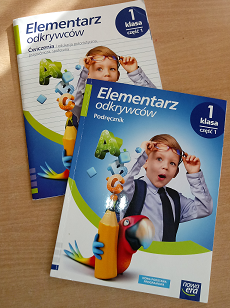 Elementarz
odkrywców
1
klasa
część 1
Ćwiczenia
Elementarz
odkrywców
1
klasa
część 1
Podręcznik
nowa
era